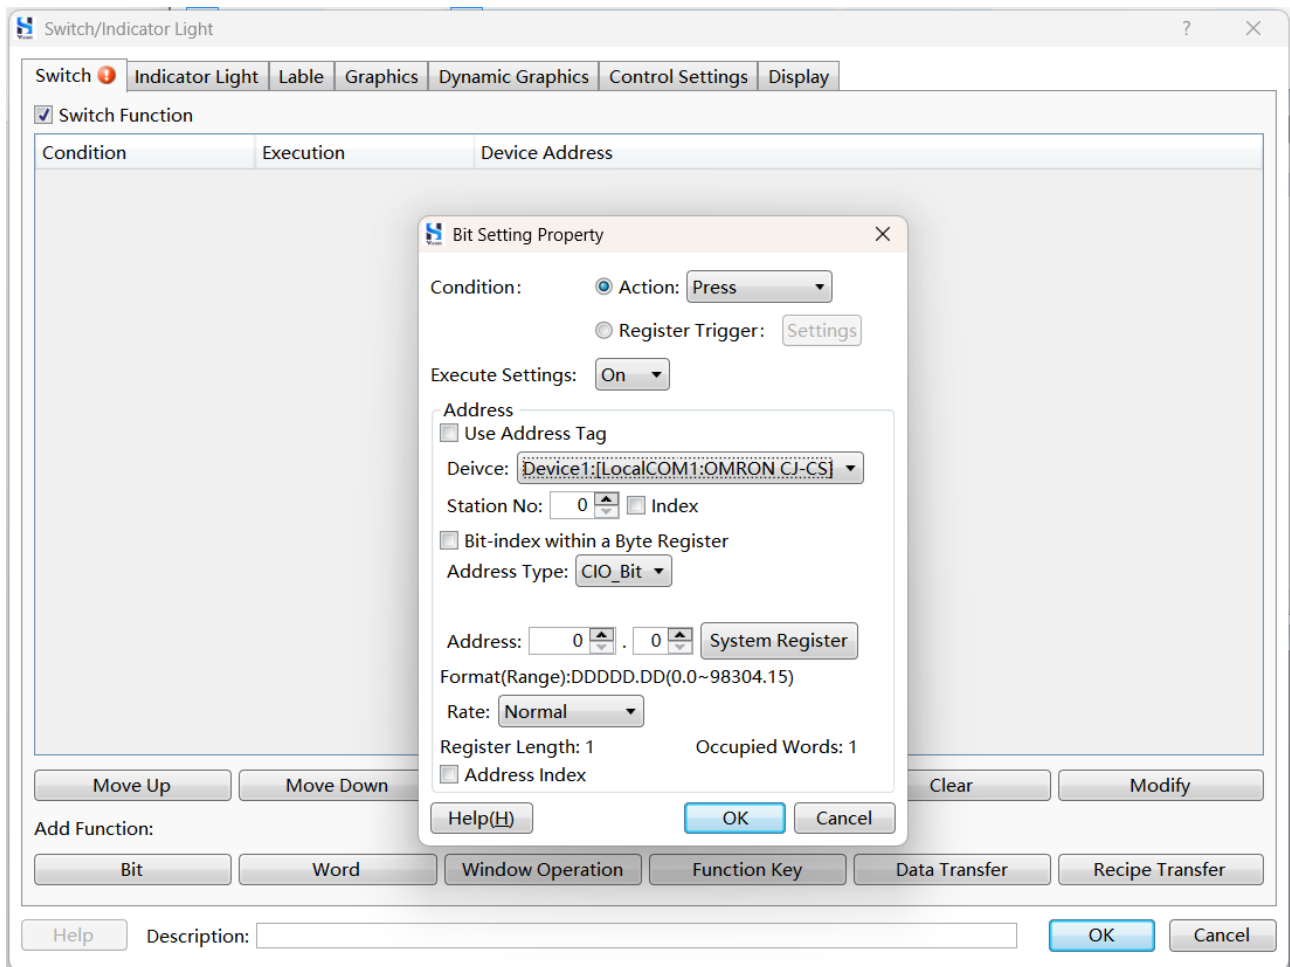 Switch/Indicator Light
?
Switch Indicator Light Lable Graphics Dynamic Graphics Control Settings Display
Switch Function
Condition Execution Device Address
Bit Setting Property
Condition: Action: Press
Register Trigger: Settings
Execute Settings: On
Address
Use Address Tag
Deivce: Device1:[LocalCOM1:OMRON CJ-CS]
Station No: 0 Index
Bit-index within a Byte Register
Address Type: CIO_Bit
Address: 0 . 0 System Register
Format(Range):DDDDD.DD(0.0~98304.15)
Rate: Normal
Register Length: 1 Occupied Words: 1
Address Index
Help(H) OK Cancel
Move Up Move Down Clear Modify
Add Function:
Bit Word Window Operation Function Key Data Transfer Recipe Transfer
Help Description: OK Cancel